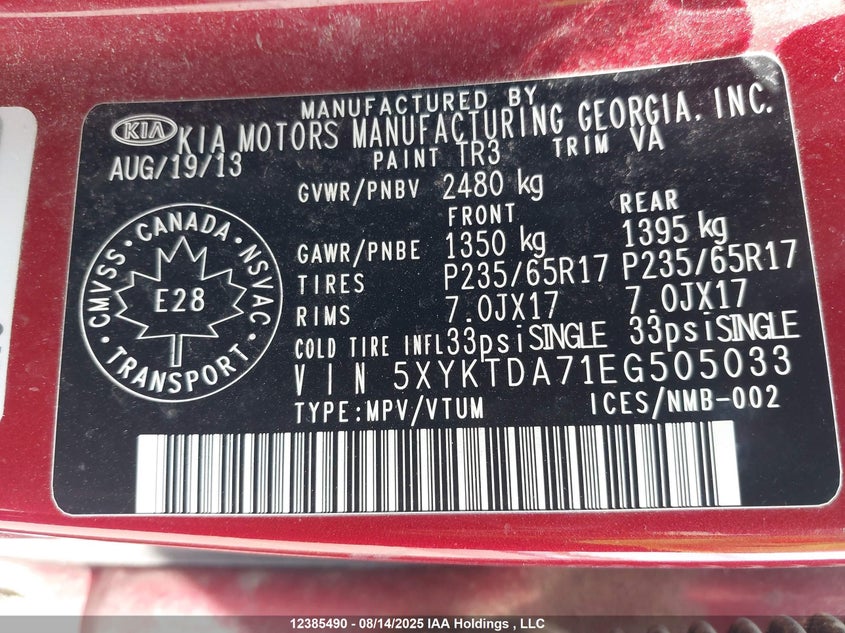 MANUFACTURED BY
KIA KIA MOTORS MANUFACTURING GEORGIA, INC.
AUG/19/13 PAINT TR3 TRIM VA
GVWR/PNBV 2480 kg
FRONT REAR
GAWR/PNBE 1350 kg 1395 kg
TIRES P235/65R17 P235/65R17
RIMS 7.0JX17 7.0JX17
COLD TIRE INFL 33psiSINGLE 33psiSINGLE
VIN 5XYKTDA71EG505033
TYPE:MPV/VTUM ICES/NMB-002
CMVSS • CANADA • NSVAC • TRANSPORT •
E28
12385490 - 08/14/2025 IAA Holdings , LLC